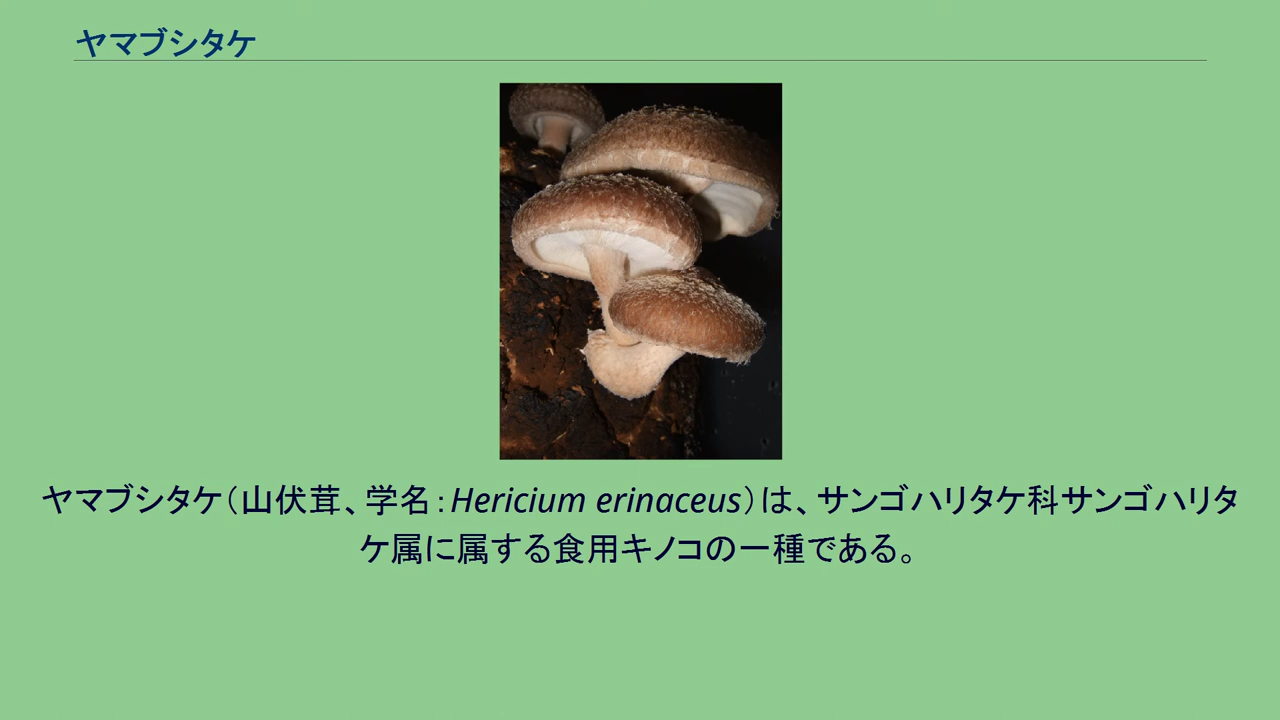 ヤマブシタケ
ヤマブシタケ（山伏茸、学名：Hericium erinaceus）は、サンゴハリタケ科サンゴハリタ
ケ属に属する食用キノコの一種である。